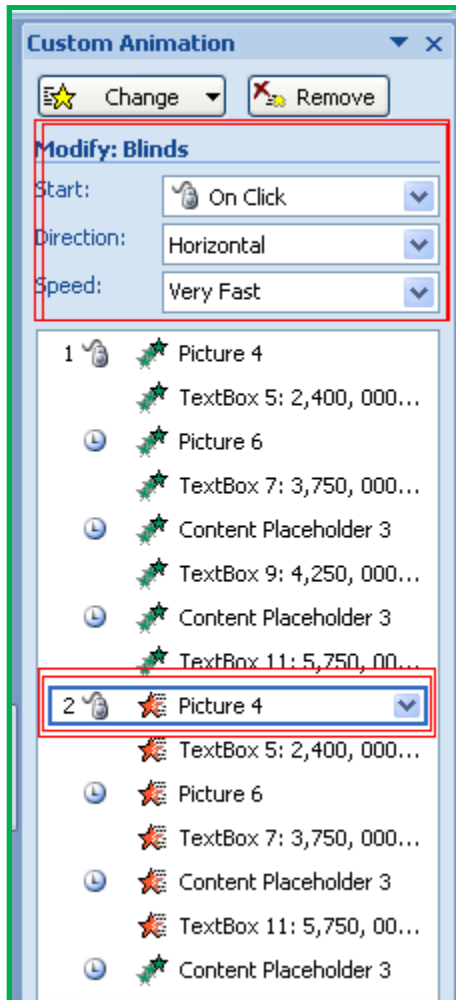 Custom Animation
Change Remove
Modify: Blinds
Start: On Click
Direction: Horizontal
Speed: Very Fast
1 Picture 4
TextBox 5: 2,400, 000...
Picture 6
TextBox 7: 3,750, 000...
Content Placeholder 3
TextBox 9: 4,250, 000...
Content Placeholder 3
TextBox 11: 5,750, 00...
2 Picture 4
TextBox 5: 2,400, 000...
Picture 6
TextBox 7: 3,750, 000...
Content Placeholder 3
TextBox 11: 5,750, 00...
Content Placeholder 3